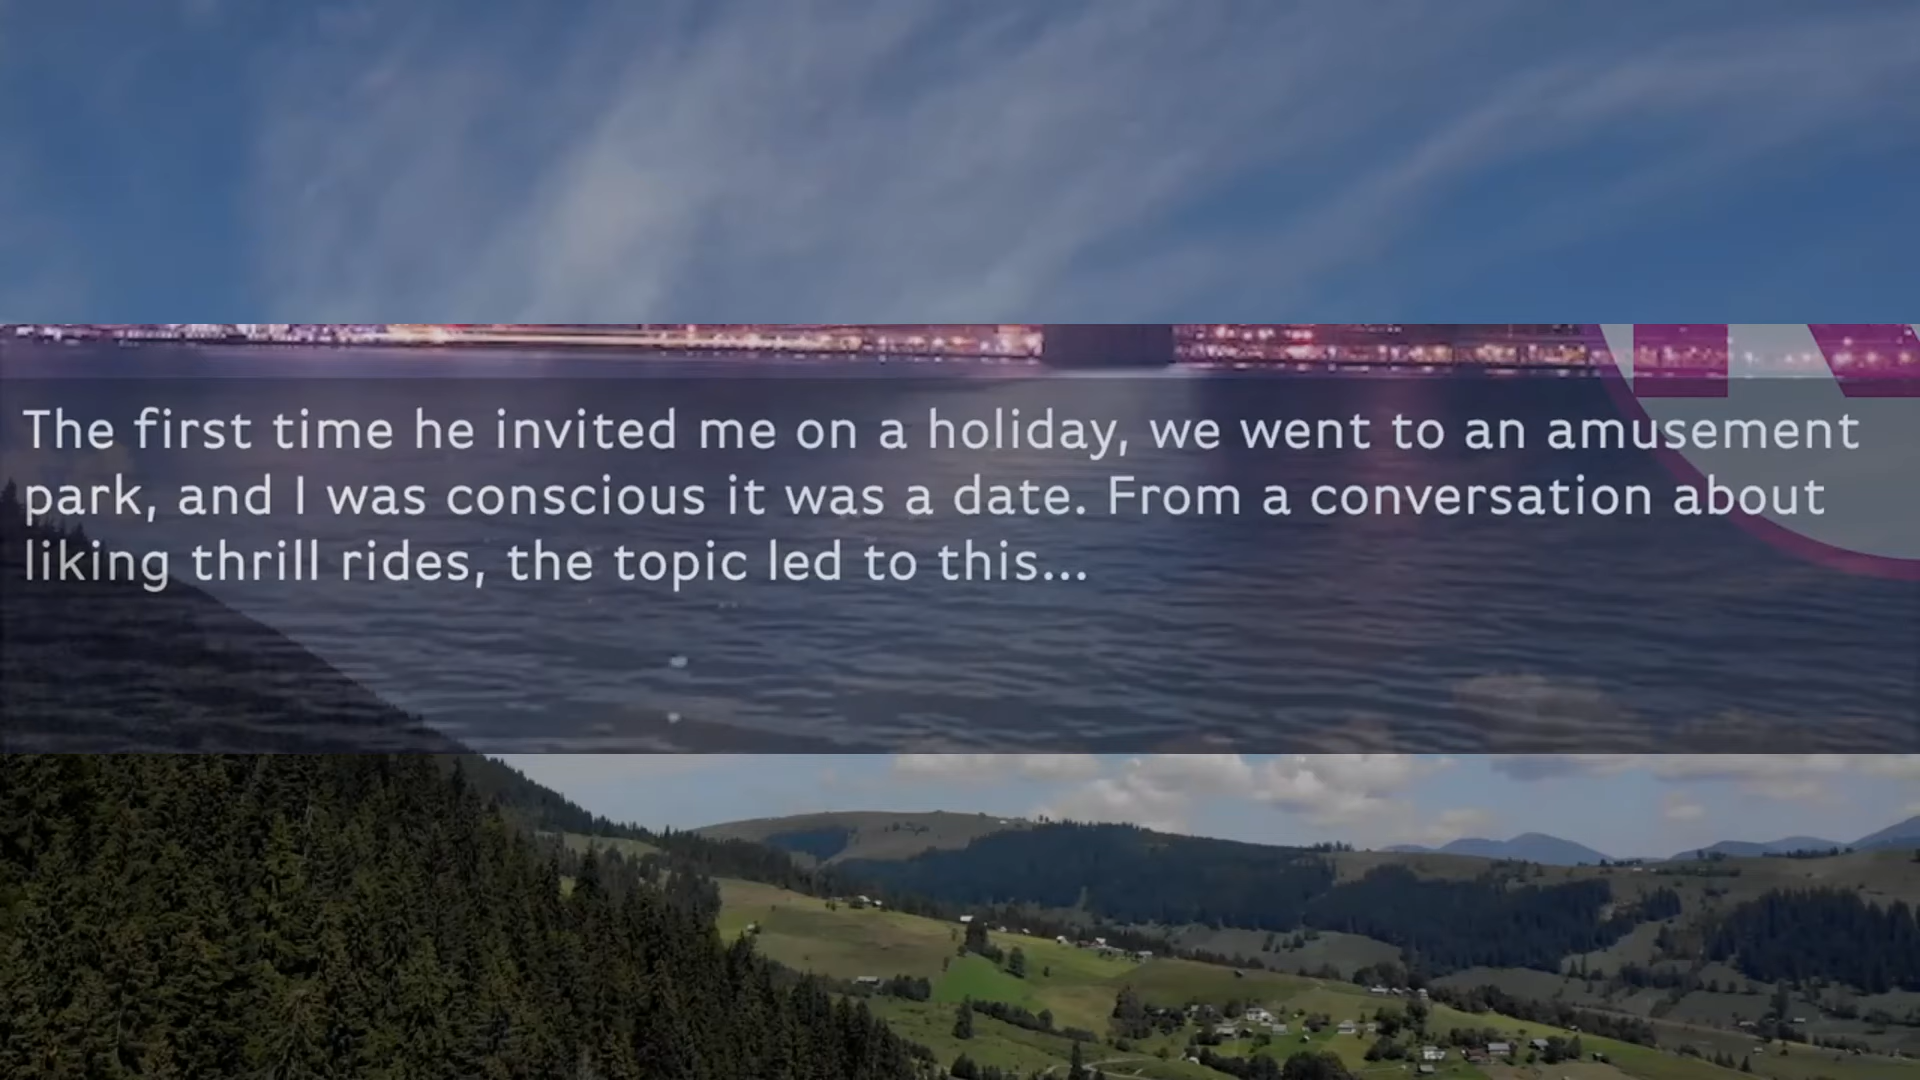 The first time he invited me on a holiday, we went to an amusement
park, and I was conscious it was a date. From a conversation about
liking thrill rides, the topic led to this...